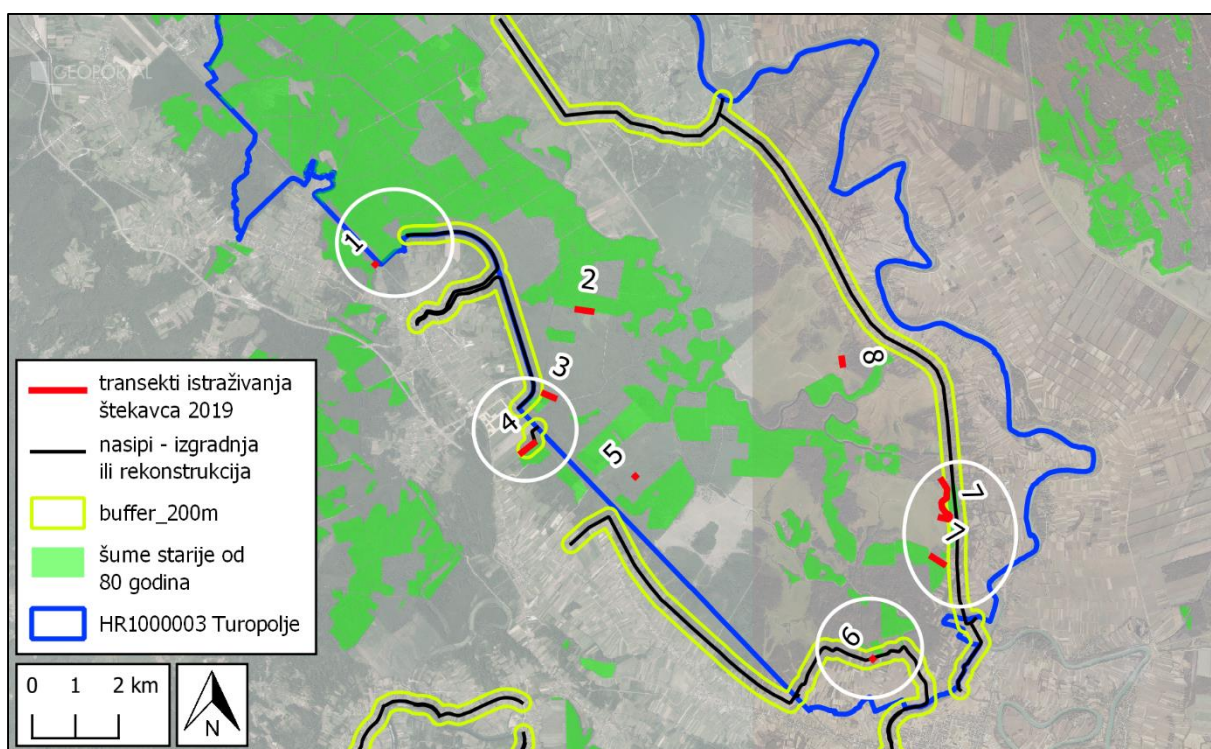 GEOPORTAL
1
2
3
4
5
8
7
7
6
transekti istraživanja
štekavca 2019
nasipi - izgradnja
ili rekonstrukcija
buffer_200m
šume starije od
80 godina
HR1000003 Turopolje
0 1 2 km
N